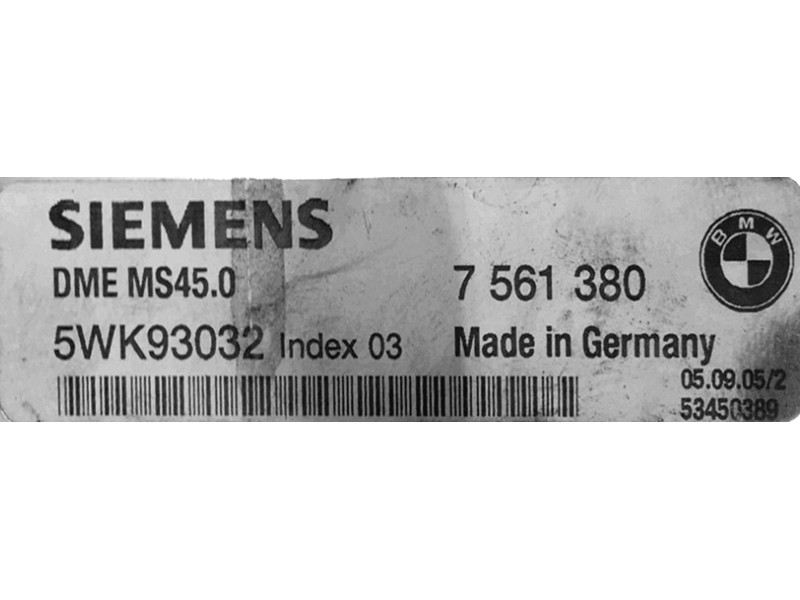 SIEMENS
BMW
DME MS45.0
7 561 380
5WK93032 Index 03
Made in Germany
05.09.05/2
53450389